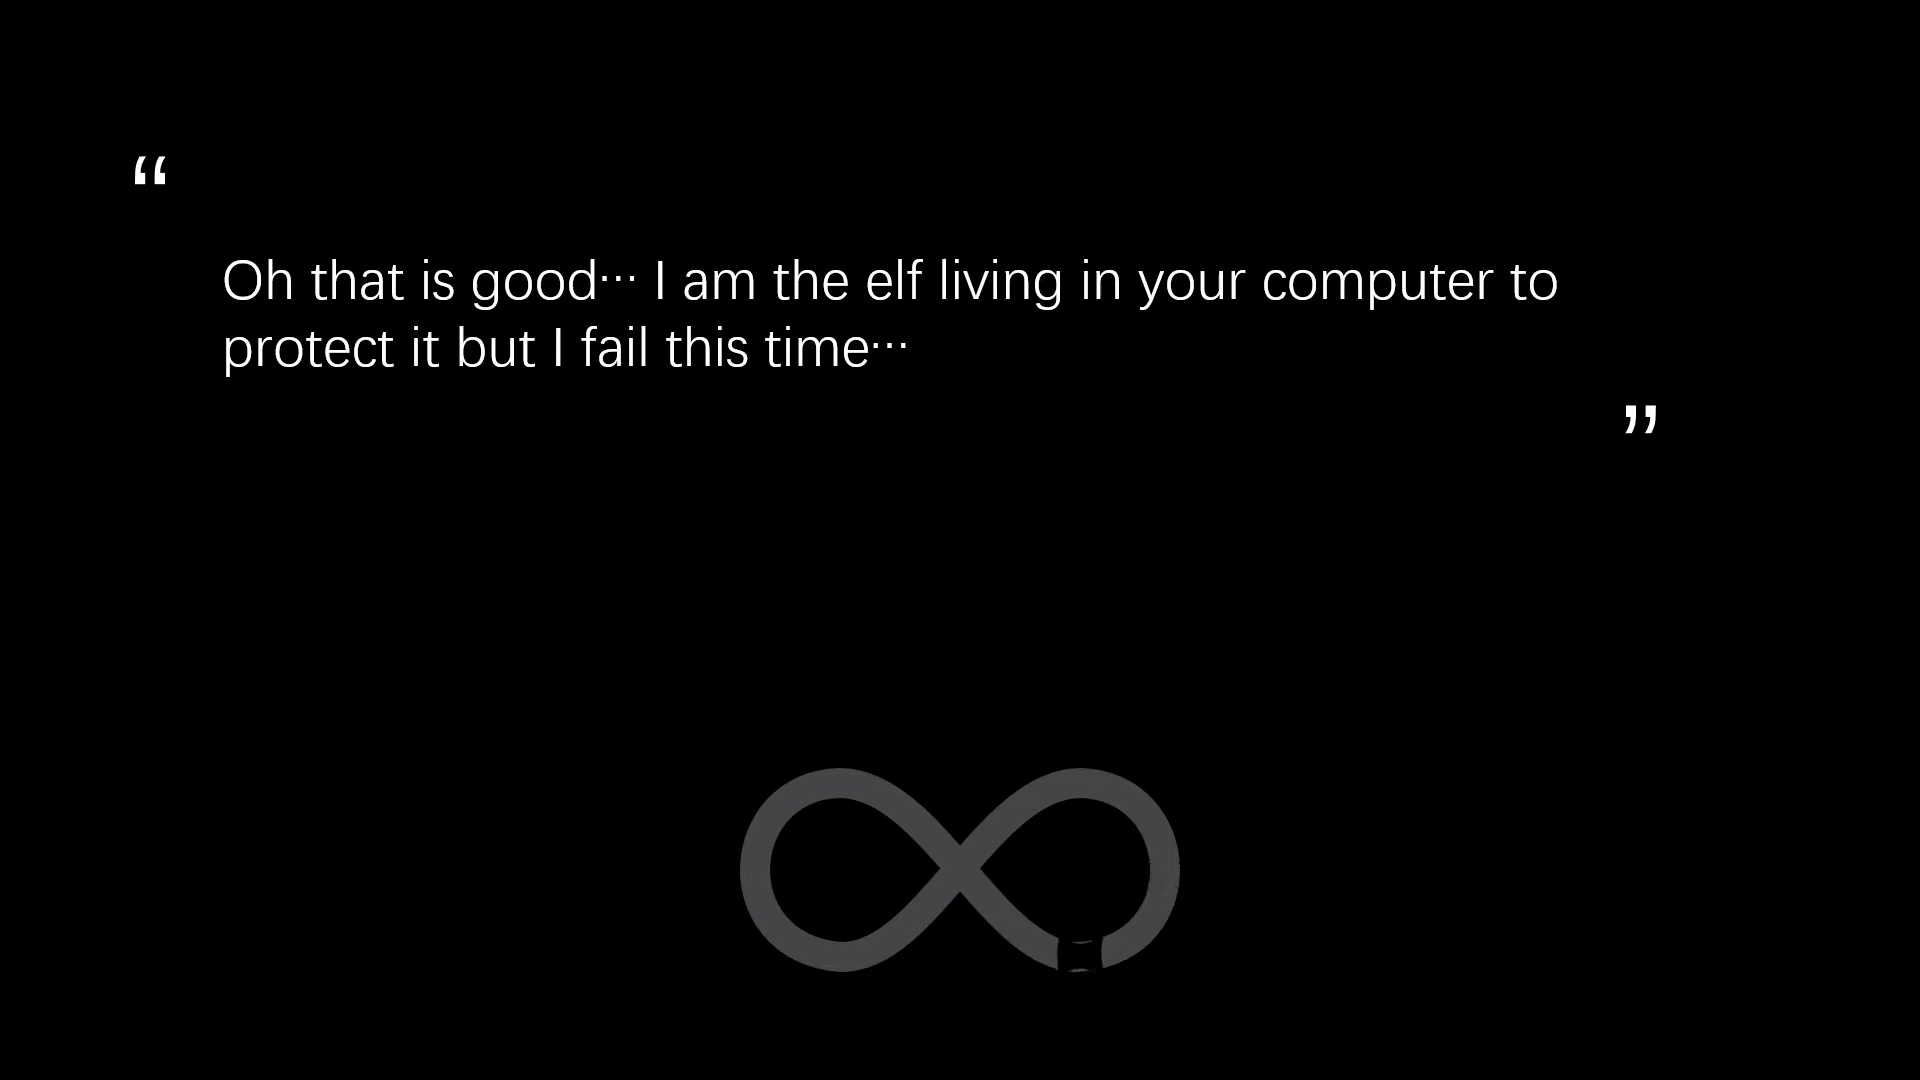 “
Oh that is good··· I am the elf living in your computer to
protect it but I fail this time···
”